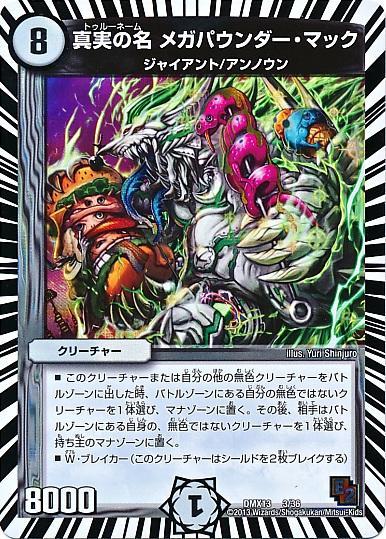 8
トゥルーネーム
真実の名 メガパウンダー・マック
ジャイアント/アンノウン
Illus. Yuri Shinjuro
クリーチャー
■ このクリーチャーまたは自分の他の無色クリーチャーをバト
ルゾーンに出した時、バトルゾーンにある自分の無色ではないク
リーチャーを1体選び、マナゾーンに置く。その後、相手はバト
ルゾーンにある自身の、無色ではないクリーチャーを1体選び、
持ち主のマナゾーンに置く。
■ W・ブレイカー(このクリーチャーはシールドを2枚ブレイクする)
8000
1
DMX13 3/36
E2
©2013 Wizards/Shogakukan/Mitsui-Kids